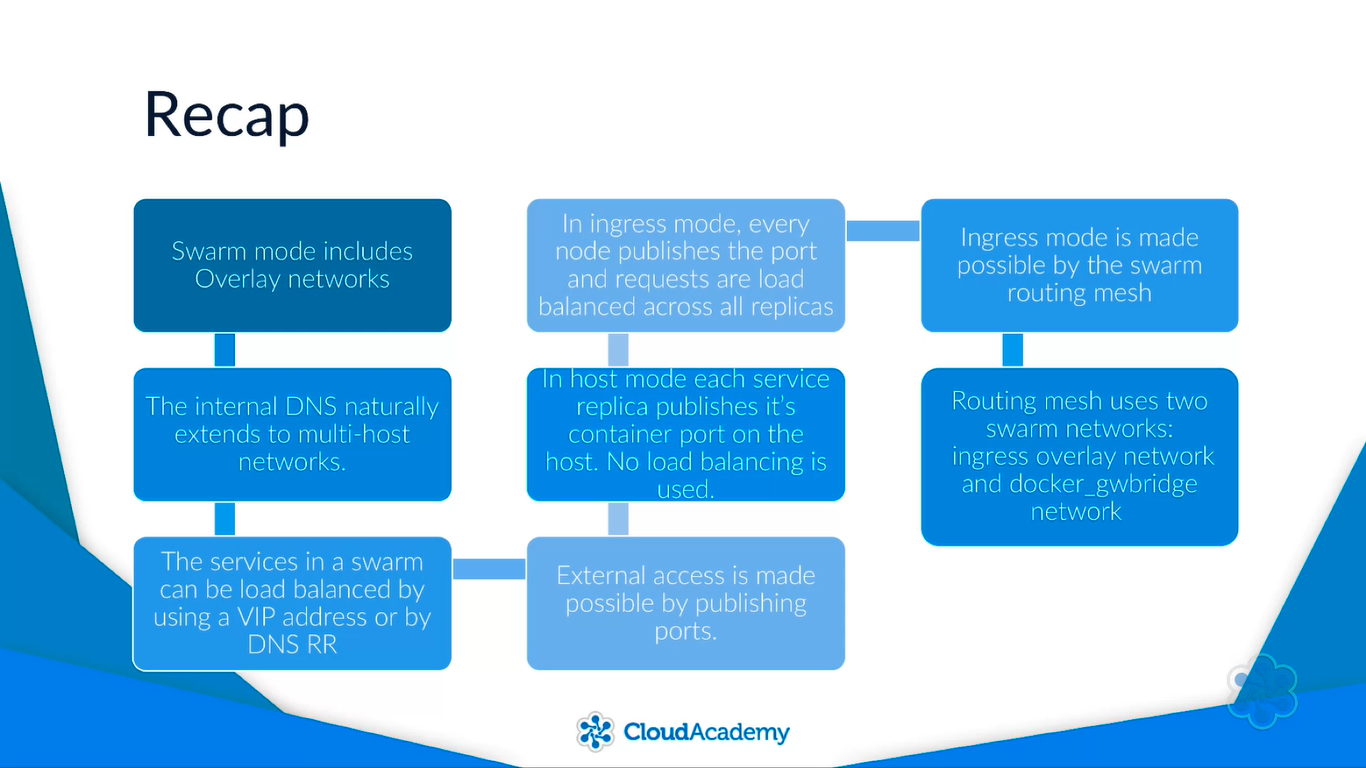 Recap
Swarm mode includes
Overlay networks
The internal DNS naturally
extends to multi-host
networks.
The services in a swarm
can be load balanced by
using a VIP address or by
DNS RR
External access is made
possible by publishing
ports.
In host mode each service
replica publishes it's
container port on the
host. No load balancing is
used.
In ingress mode, every
node publishes the port
and requests are load
balanced across all replicas
Ingress mode is made
possible by the swarm
routing mesh
Routing mesh uses two
swarm networks:
ingress overlay network
and docker_gwbridge
network
CloudAcademy